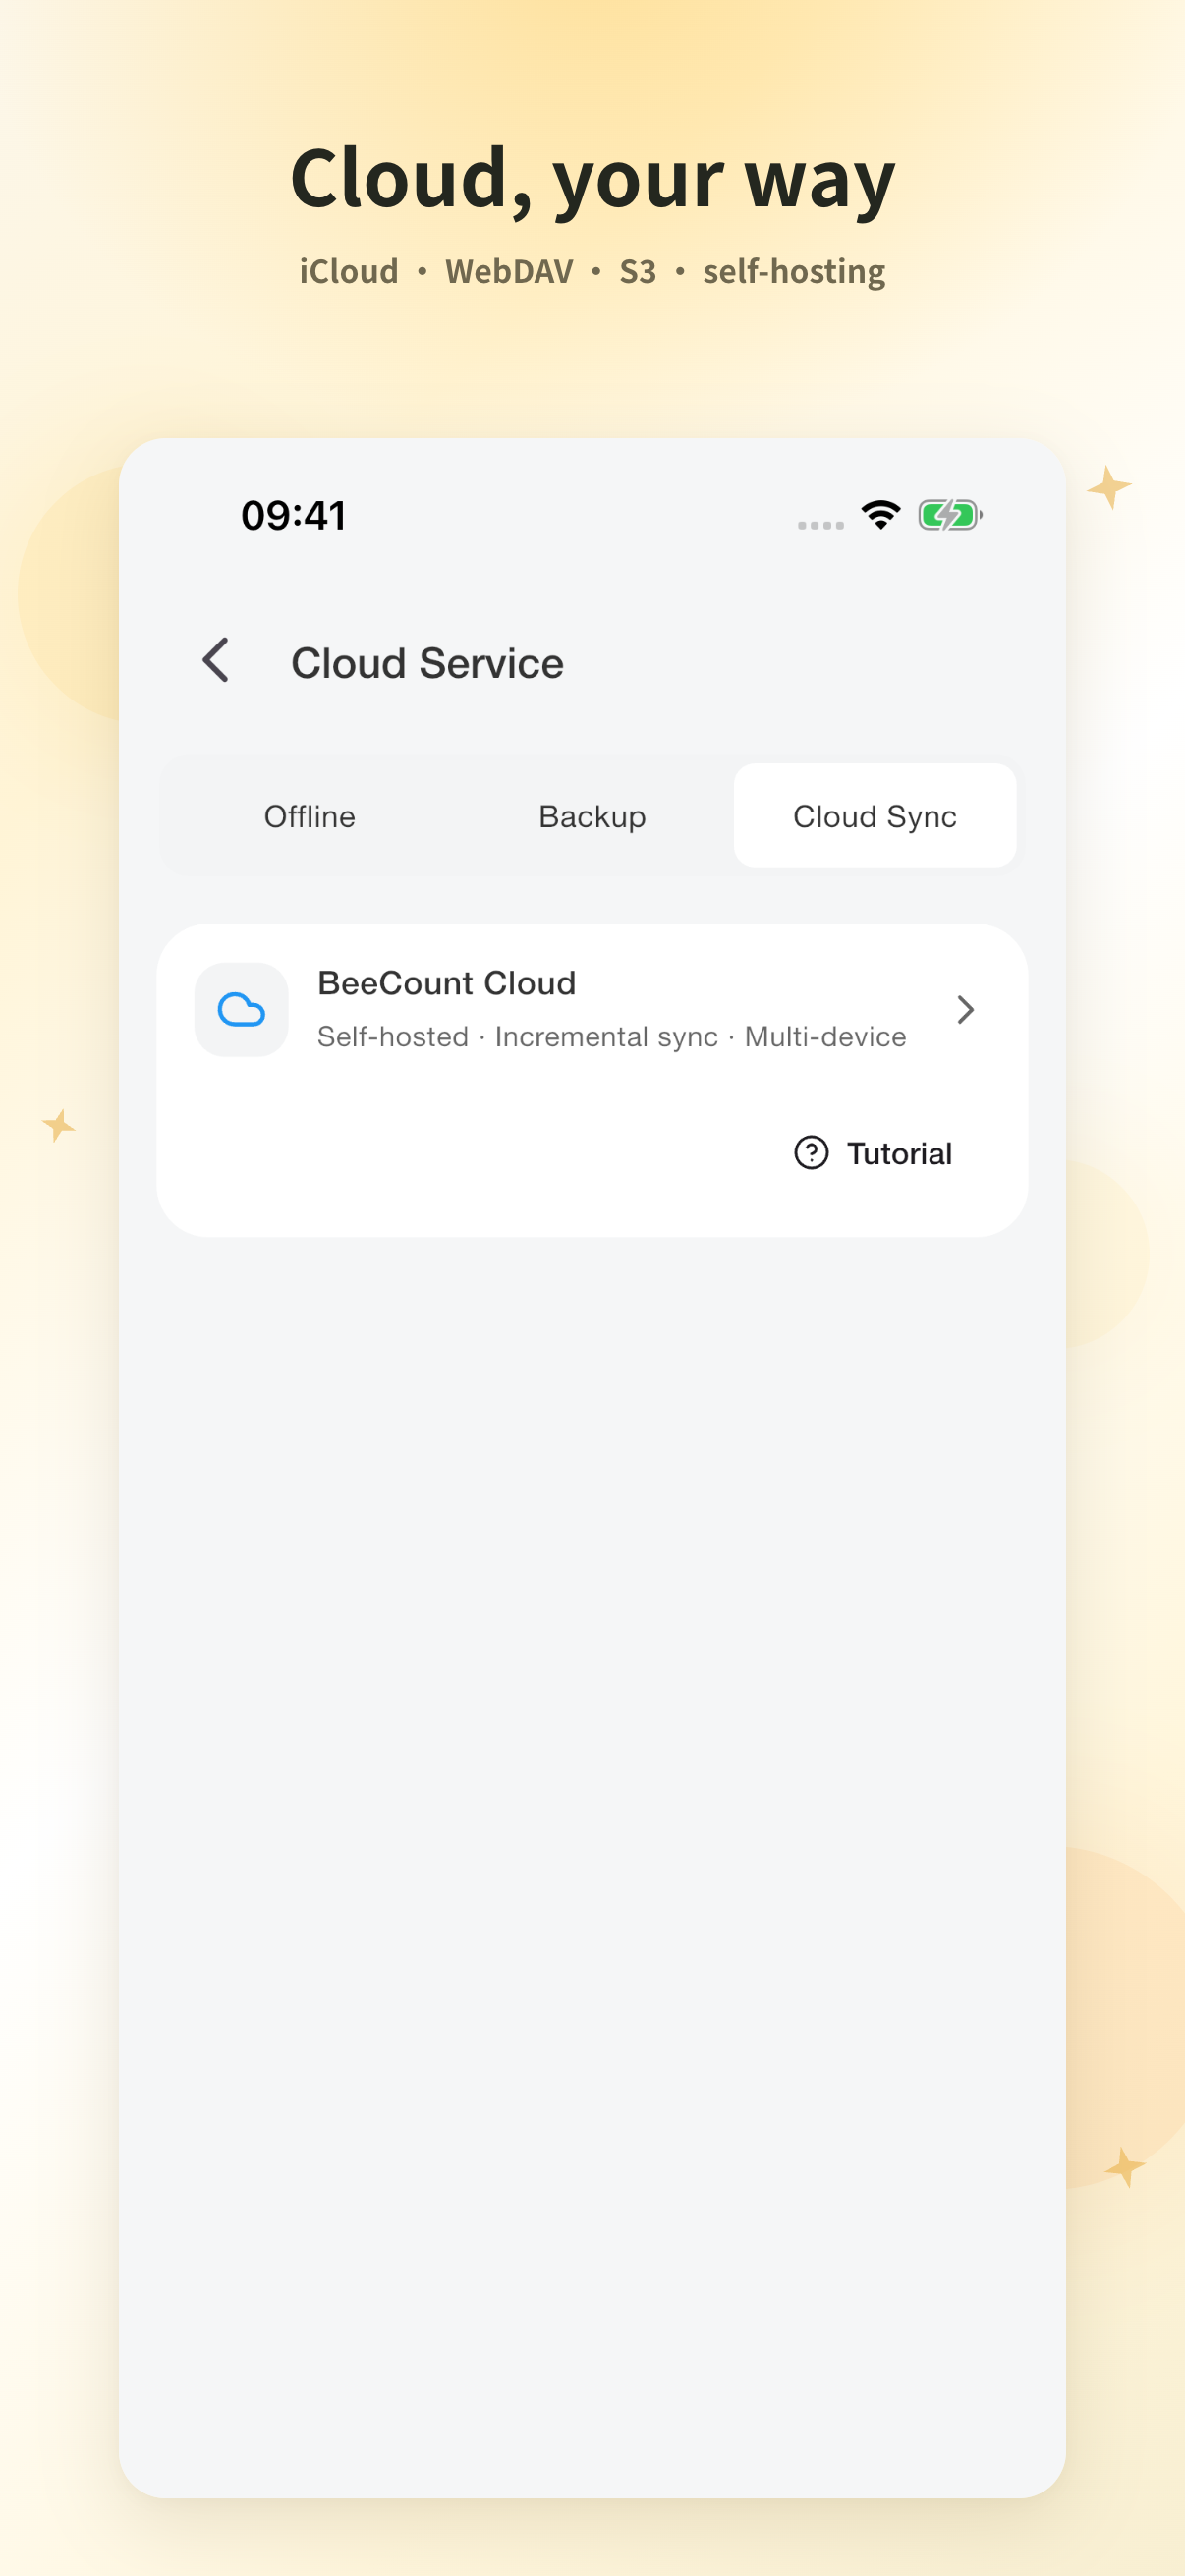 Cloud, your way
iCloud • WebDAV • S3 • self-hosting
09:41
Cloud Service
Offline
Backup
Cloud Sync
BeeCount Cloud
Self-hosted · Incremental sync · Multi-device
Tutorial